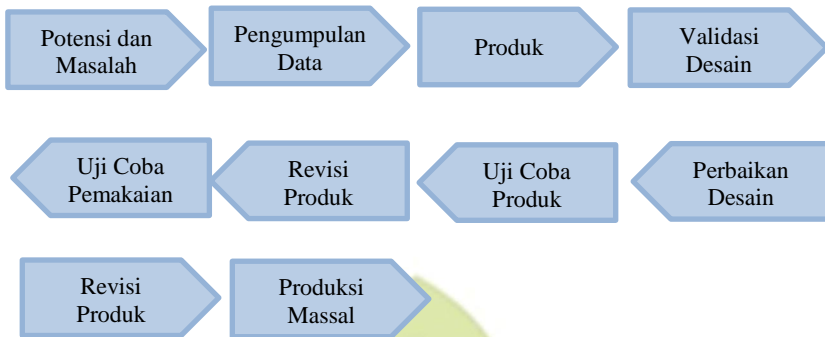 Potensi dan
Masalah
Pengumpulan
Data
Produk
Validasi
Desain
Uji Coba
Pemakaian
Revisi
Produk
Uji Coba
Produk
Perbaikan
Desain
Revisi
Produk
Produksi
Massal